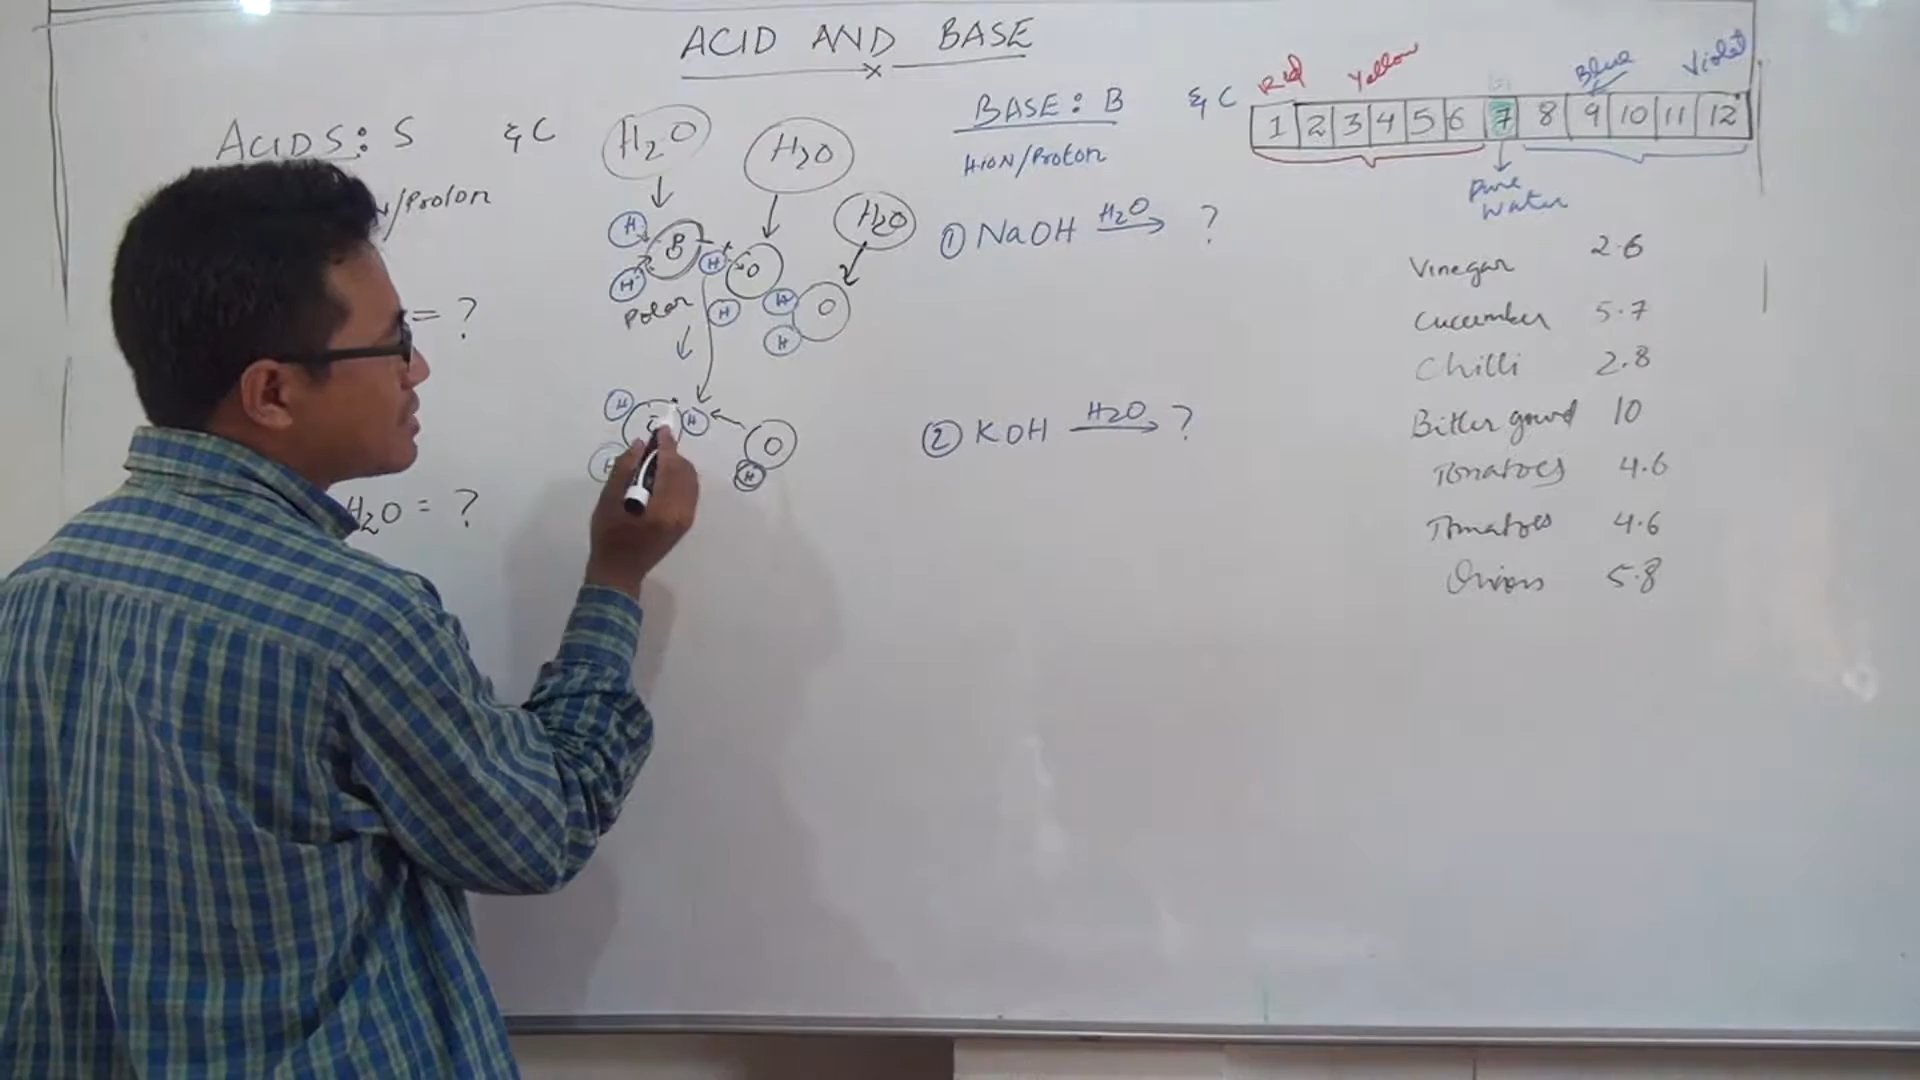 ACID AND BASE
ACIDS: S & C
/Proton
= ?
H2O = ?
H2O
H2O
H2O
H
H
H
O
H
H
H
O
Polar
H
H
H
O
H
BASE: B & C
H ION/Proton
① NaOH H2O → ?
② KOH H2O → ?
Red Yellow Blue Violet
1 2 3 4 5 6 7 8 9 10 11 12
Pure
Water
Vinegar 2.6
Cucumber 5.7
Chilli 2.8
Bitter gourd 10
Tomatoes 4.6
Tomatoes 4.6
Onions 5.8